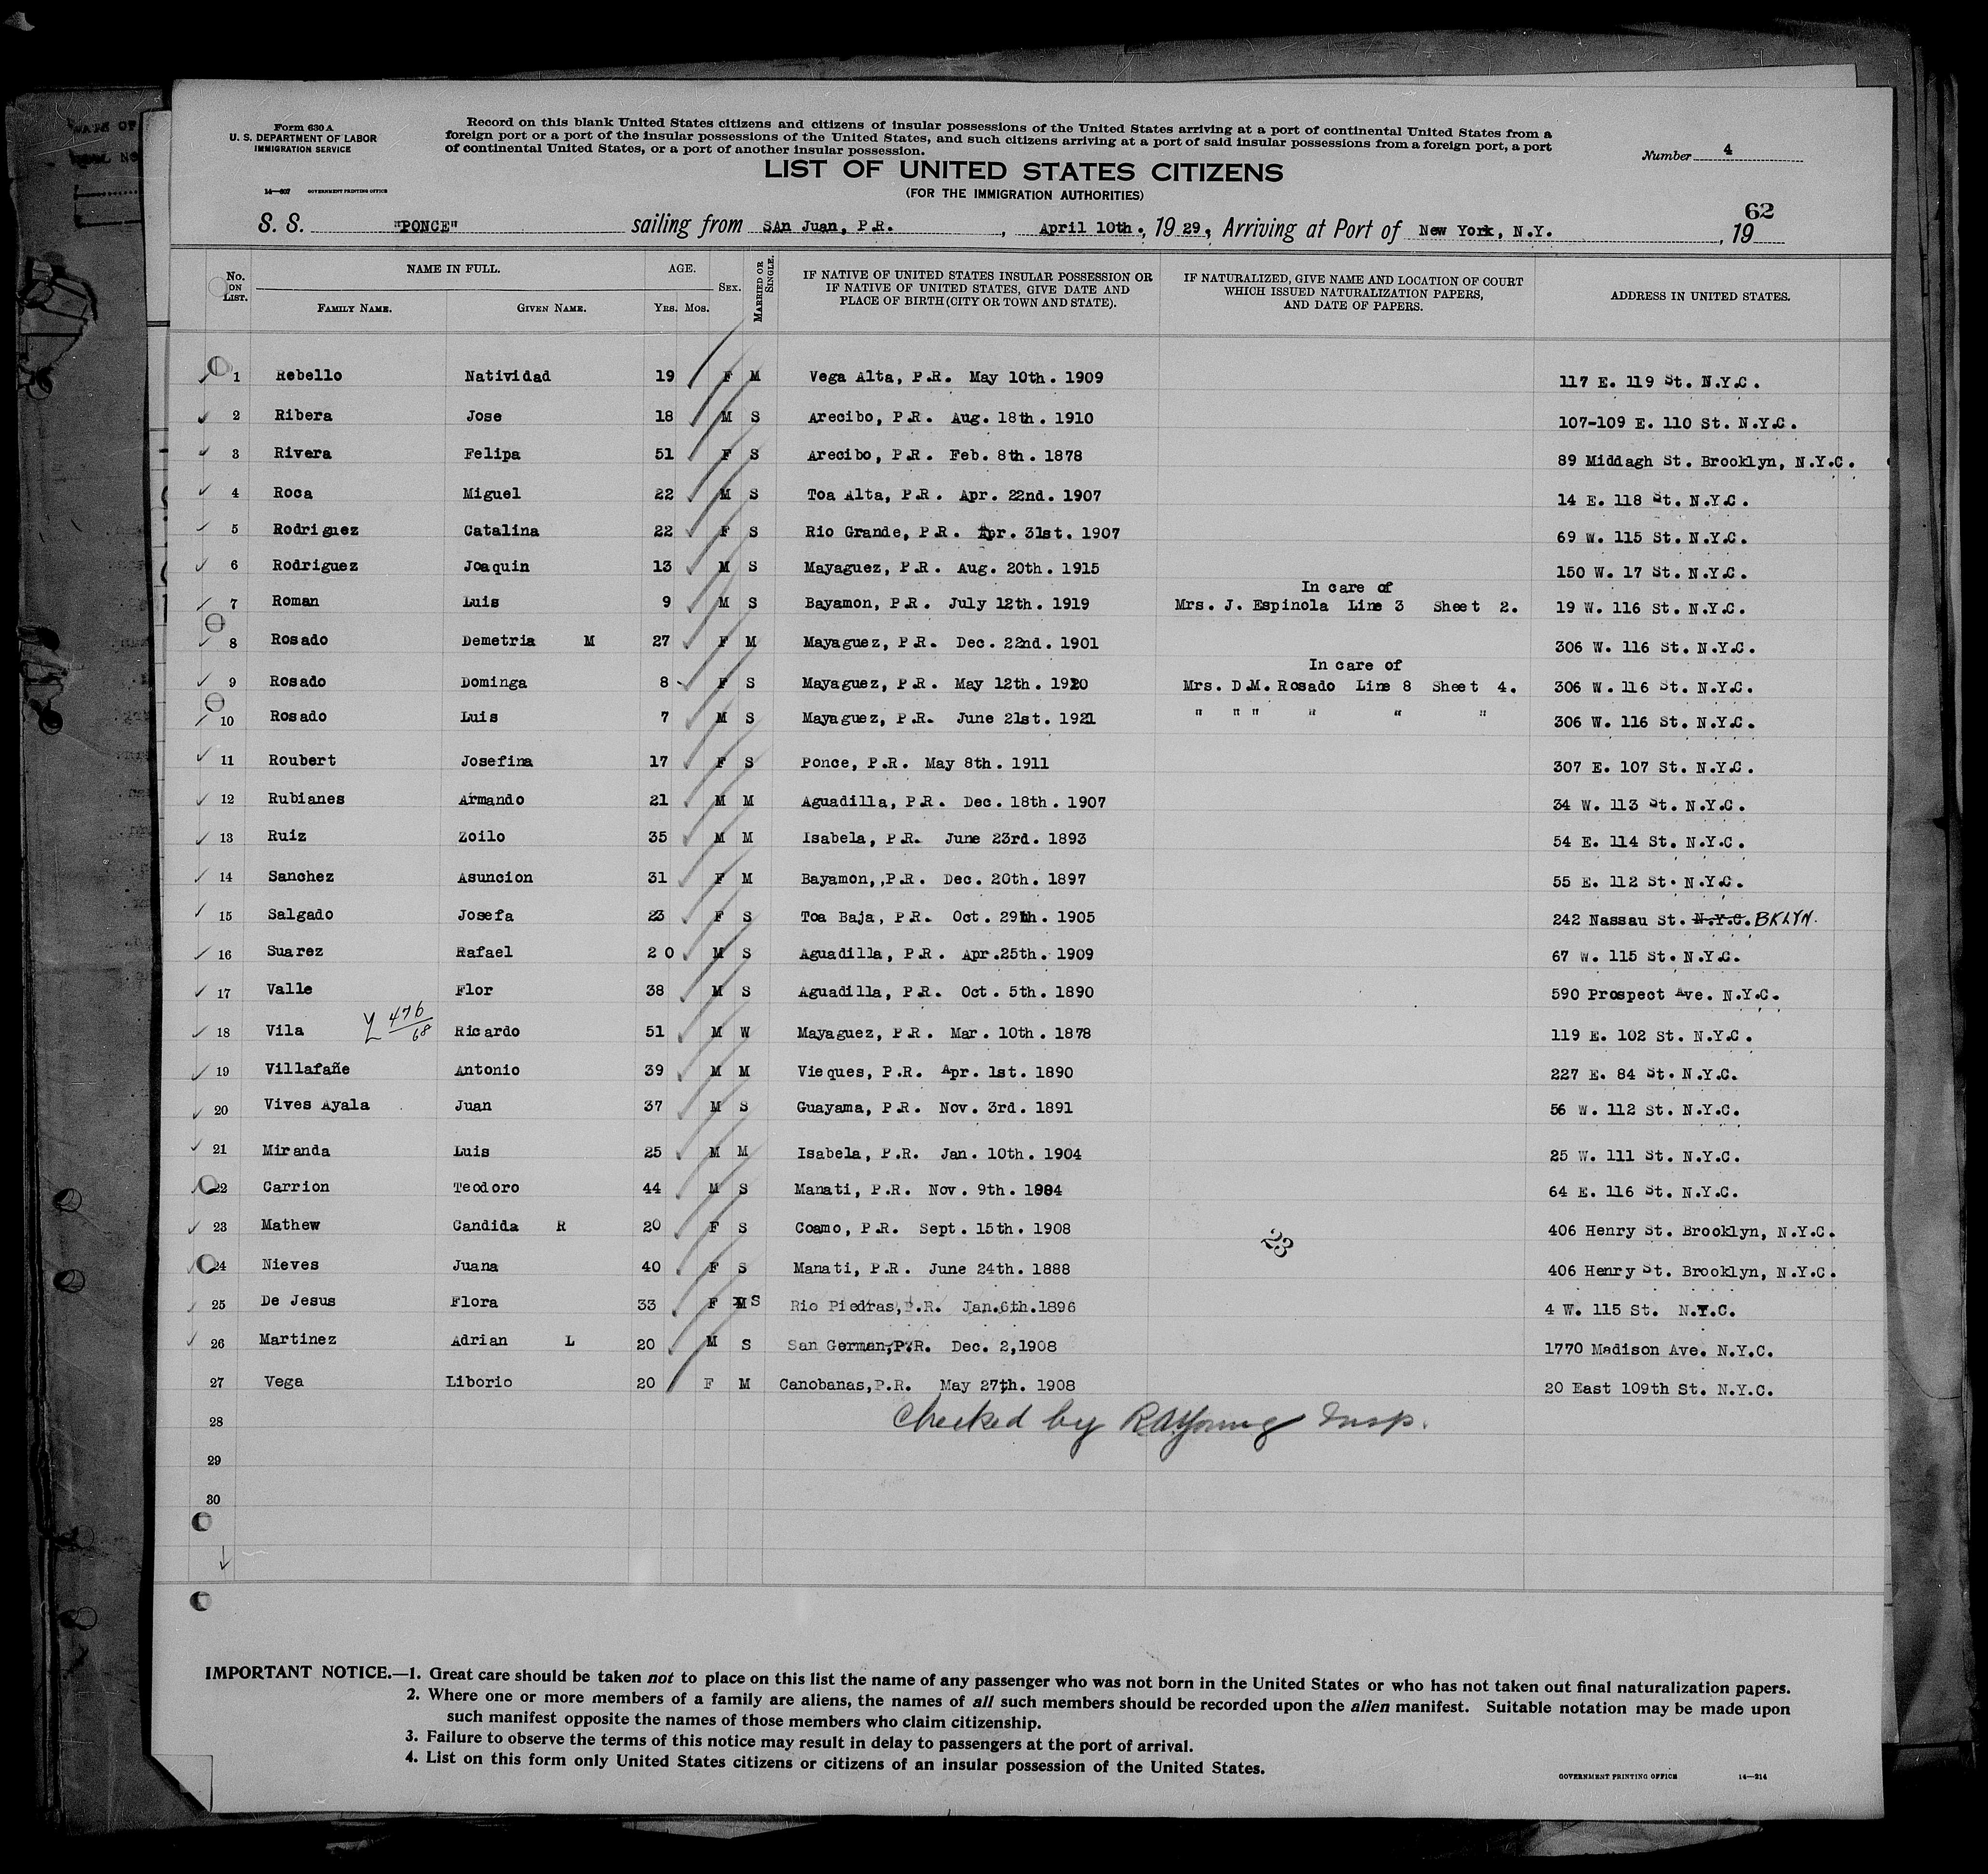 Form 630 A
U. S. DEPARTMENT OF LABOR
IMMIGRATION SERVICE
14—607 GOVERNMENT PRINTING OFFICE
Record on this blank United States citizens and citizens of insular possessions of the United States arriving at a port of continental United States from a
foreign port or a port of the insular possessions of the United States, and such citizens arriving at a port of said insular possessions from a foreign port, a port
of continental United States, or a port of another insular possession.
Number 4
LIST OF UNITED STATES CITIZENS
(FOR THE IMMIGRATION AUTHORITIES)
62
S. S. "PONCE" sailing from SAn Juan, P.R. , April 10th., 19 29, Arriving at Port of New York, N.Y. , 19
No. ON LIST. NAME IN FULL. FAMILY NAME. GIVEN NAME. AGE. YRS. MOS. SEX. MARRIED OR SINGLE. IF NATIVE OF UNITED STATES INSULAR POSSESSION OR IF NATIVE OF UNITED STATES, GIVE DATE AND PLACE OF BIRTH (CITY OR TOWN AND STATE). IF NATURALIZED, GIVE NAME AND LOCATION OF COURT WHICH ISSUED NATURALIZATION PAPERS, AND DATE OF PAPERS. ADDRESS IN UNITED STATES.
1 Rebello Natividad 19 F M Vega Alta, P.R. May 10th. 1909 117 E. 119 St. N.Y.C.
2 Ribera Jose 18 M S Arecibo, P.R. Aug. 18th. 1910 107-109 E. 110 St. N.Y.C.
3 Rivera Felipa 51 F S Arecibo, P.R. Feb. 8th. 1878 89 Middagh St. Brooklyn, N.Y.C.
4 Roca Miguel 22 M S Toa Alta, P.R. Apr. 22nd. 1907 14 E. 118 St. N.Y.C.
5 Rodriguez Catalina 22 F S Rio Grande, P.R. Apr. 31st. 1907 69 W. 115 St. N.Y.C.
6 Rodriguez Joaquin 13 M S Mayaguez, P.R. Aug. 20th. 1915 150 W. 17 St. N.Y.C.
In care of
7 Roman Luis 9 M S Bayamon, P.R. July 12th. 1919 Mrs. J. Espinola Line 3 Sheet 2. 19 W. 116 St. N.Y.C.
8 Rosado Demetria M 27 F M Mayaguez, P.R. Dec. 22nd. 1901 306 W. 116 St. N.Y.C.
In care of
9 Rosado Dominga 8 F S Mayaguez, P.R. May 12th. 1920 Mrs. D.M. Rosado Line 8 Sheet 4. 306 W. 116 St. N.Y.C.
10 Rosado Luis 7 M S Mayaguez, P.R. June 21st. 1921 " " " " " " 306 W. 116 St. N.Y.C.
11 Roubert Josefina 17 F S Ponce, P.R. May 8th. 1911 307 E. 107 St. N.Y.C.
12 Rubianes Armando 21 M M Aguadilla, P.R. Dec. 18th. 1907 34 W. 113 St. N.Y.C.
13 Ruiz Zoilo 35 M M Isabela, P.R. June 23rd. 1893 54 E. 114 St. N.Y.C.
14 Sanchez Asuncion 31 F M Bayamon,,P.R. Dec. 20th. 1897 55 E. 112 St. N.Y.C.
15 Salgado Josefa 23 F S Toa Baja, P.R. Oct. 29th. 1905 242 Nassau St. N.Y.C. BKLYN.
16 Suarez Rafael 2 0 M S Aguadilla, P.R. Apr.25th. 1909 67 W. 115 St. N.Y.C.
17 Valle Flor 38 M S Aguadilla, P.R. Oct. 5th. 1890 590 Prospect Ave. N.Y.C.
18 Vila 476/68 Ricardo 51 M W Mayaguez, P.R. Mar. 10th. 1878 119 E. 102 St. N.Y.C.
19 Villafañe Antonio 39 M M Vieques, P.R. Apr. 1st. 1890 227 E. 84 St. N.Y.C.
20 Vives Ayala Juan 37 M S Guayama, P.R. Nov. 3rd. 1891 56 W. 112 St. N.Y.C.
21 Miranda Luis 25 M M Isabela, P.R. Jan. 10th. 1904 25 W. 111 St. N.Y.C.
22 Carrion Teodoro 44 M S Manati, P.R. Nov. 9th. 64 E. 116 St. N.Y.C.
23 Mathew Candida R 20 F S Coamo, P.R. Sept. 15th. 1908 406 Henry St. Brooklyn, N.Y.C.
23
24 Nieves Juana 40 F S Manati, P.R. June 24th. 1888 406 Henry St. Brooklyn, N.Y.C.
25 De Jesus Flora 33 F M S Rio Piedras, P.R. Jan.6th.1896 4 W. 115 St. N.Y.C.
26 Martinez Adrian L 20 M S San German,P.R. Dec. 2,1908 1770 Madison Ave. N.Y.C.
27 Vega Liborio 20 F M Canobanas,P.R. May 27th. 1908 20 East 109th St. N.Y.C.
28 Checked by RAYoung Insp.
29
30
IMPORTANT NOTICE.—1. Great care should be taken not to place on this list the name of any passenger who was not born in the United States or who has not taken out final naturalization papers.
2. Where one or more members of a family are aliens, the names of all such members should be recorded upon the alien manifest. Suitable notation may be made upon
such manifest opposite the names of those members who claim citizenship.
3. Failure to observe the terms of this notice may result in delay to passengers at the port of arrival.
4. List on this form only United States citizens or citizens of an insular possession of the United States.
GOVERNMENT PRINTING OFFICE 14—214